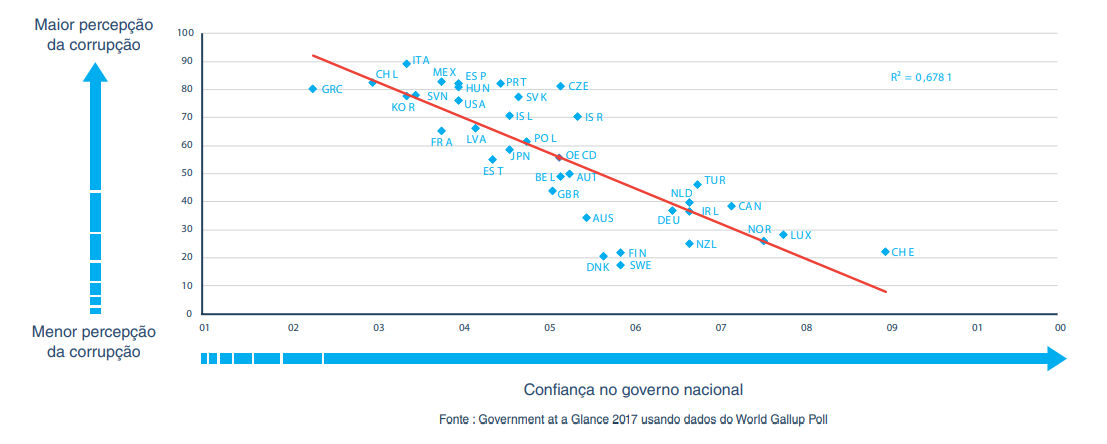 Maior percepção
da corrupção
100
90
80
70
60
50
40
30
20
10
0
ITA
CHL
MEX
ESP
GRC
HUN
PRT
CZE
R² = 0,6781
KOR
SVN
USA
SVK
ISL
ISR
FRA
LVA
POL
JPN
OECD
EST
BEL
AUT
GBR
TUR
NLD
AUS
DEU
IRL
CAN
NOR
LUX
NZL
FIN
DNK
SWE
CHE
Menor percepção
da corrupção
01 02 03 04 05 06 07 08 09 01 00
Confiança no governo nacional
Fonte : Government at a Glance 2017 usando dados do World Gallup Poll